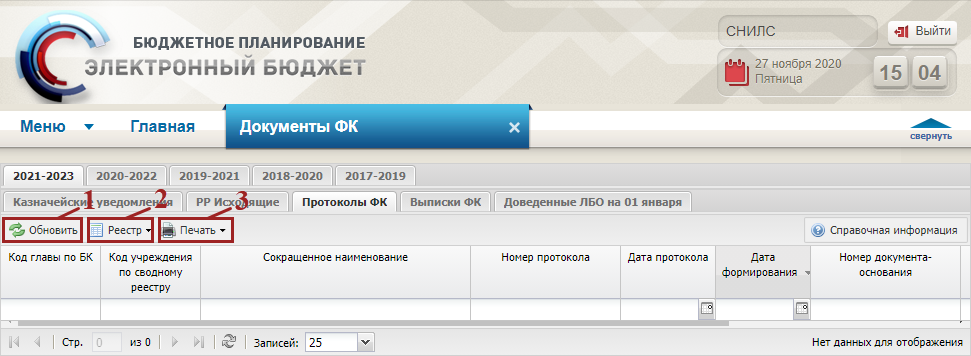 БЮДЖЕТНОЕ ПЛАНИРОВАНИЕ
ЭЛЕКТРОННЫЙ БЮДЖЕТ
СНИЛС
Выйти
27 ноября 2020
Пятница
15 04
Меню Главная Документы ФК
свернуть
2021-2023 2020-2022 2019-2021 2018-2020 2017-2019
1 2 3
Казначейские уведомления РР Исходящие Протоколы ФК Выписки ФК Доведенные ЛБО на 01 января
Обновить Реестр Печать Справочная информация
Код главы по БК Код учреждения Сокращенное наименование Номер протокола Дата протокола Дата Номер документа-
по сводному формирования основания
реестру
Стр. 0 из 0 Записей: 25 Нет данных для отображения